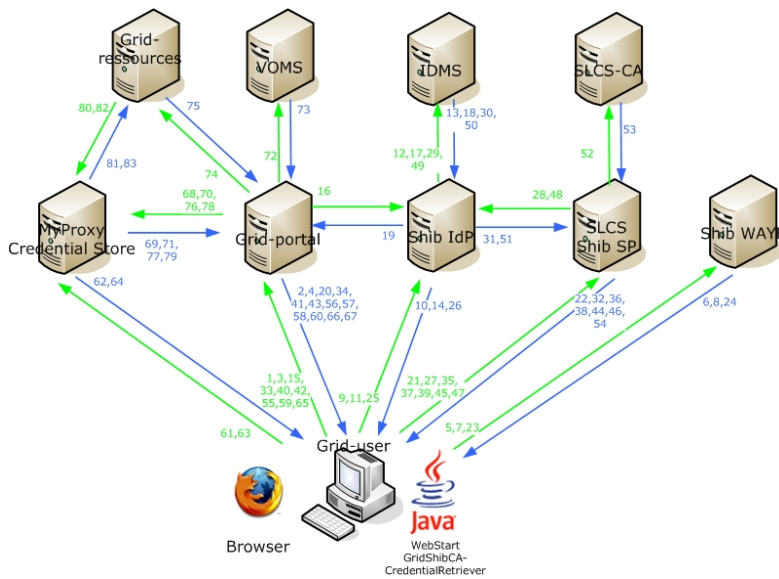 Grid-
ressources
VOMS
IDMS
SLCS-CA
80,82
75
73
13,18,30,
50
53
81,83
74
72
12,17,29,
49
52
68,70,
76,78
16
28,48
MyProxy
Credential Store
Grid-portal
Shib IdP
SLCS
Shib SP
69,71,
77,79
19
31,51
62,64
2,4,20,34,
41,43,56,57,
58,60,66,67
10,14,26
22,32,36,
38,44,46,
54
6,8,24
1,3,15,
33,40,42,
55,59,65
9,11,25
21,27,35,
37,39,45,47
61,63
5,7,23
Grid-user
Browser
Java
WebStart
GridShibCA-
CredentialRetriever